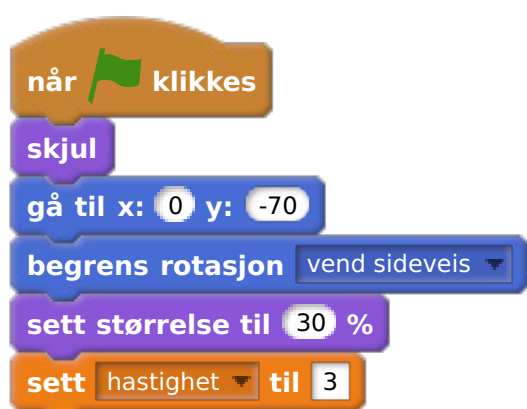 når klikkes
skjul
gå til x: 0 y: -70
begrens rotasjon vend sideveis
sett størrelse til 30 %
sett hastighet til 3